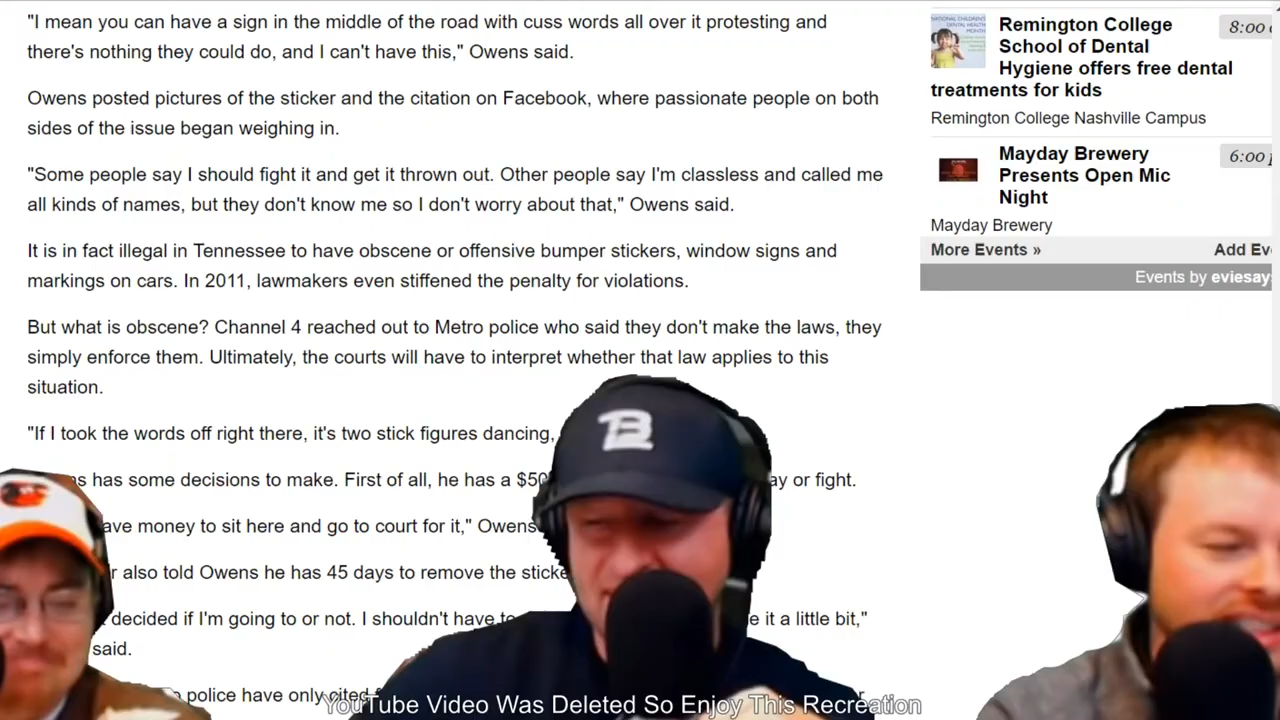 "I mean you can have a sign in the middle of the road with cuss words all over it protesting and
there's nothing they could do, and I can't have this," Owens said.
Owens posted pictures of the sticker and the citation on Facebook, where passionate people on both
sides of the issue began weighing in.
"Some people say I should fight it and get it thrown out. Other people say I'm classless and called me
all kinds of names, but they don't know me so I don't worry about that," Owens said.
It is in fact illegal in Tennessee to have obscene or offensive bumper stickers, window signs and
markings on cars. In 2011, lawmakers even stiffened the penalty for violations.
But what is obscene? Channel 4 reached out to Metro police who said they don't make the laws, they
simply enforce them. Ultimately, the courts will have to interpret whether that law applies to this
situation.
"If I took the words off right there, it's two stick figures dancing,
has some decisions to make. First of all, he has a or fight.
money to sit here and go to court for it," Owens
also told Owens he has 45 days to remove the
decided if I'm going to or not. I shouldn't have it a little bit,"
said.
police have only cited
Remington College
School of Dental
Hygiene offers free dental
treatments for kids
8:00
Remington College Nashville Campus
Mayday Brewery
Presents Open Mic
Night
6:00
Mayday Brewery
More Events » Add
Events by
YouTube Video Was Deleted So Enjoy This Recreation